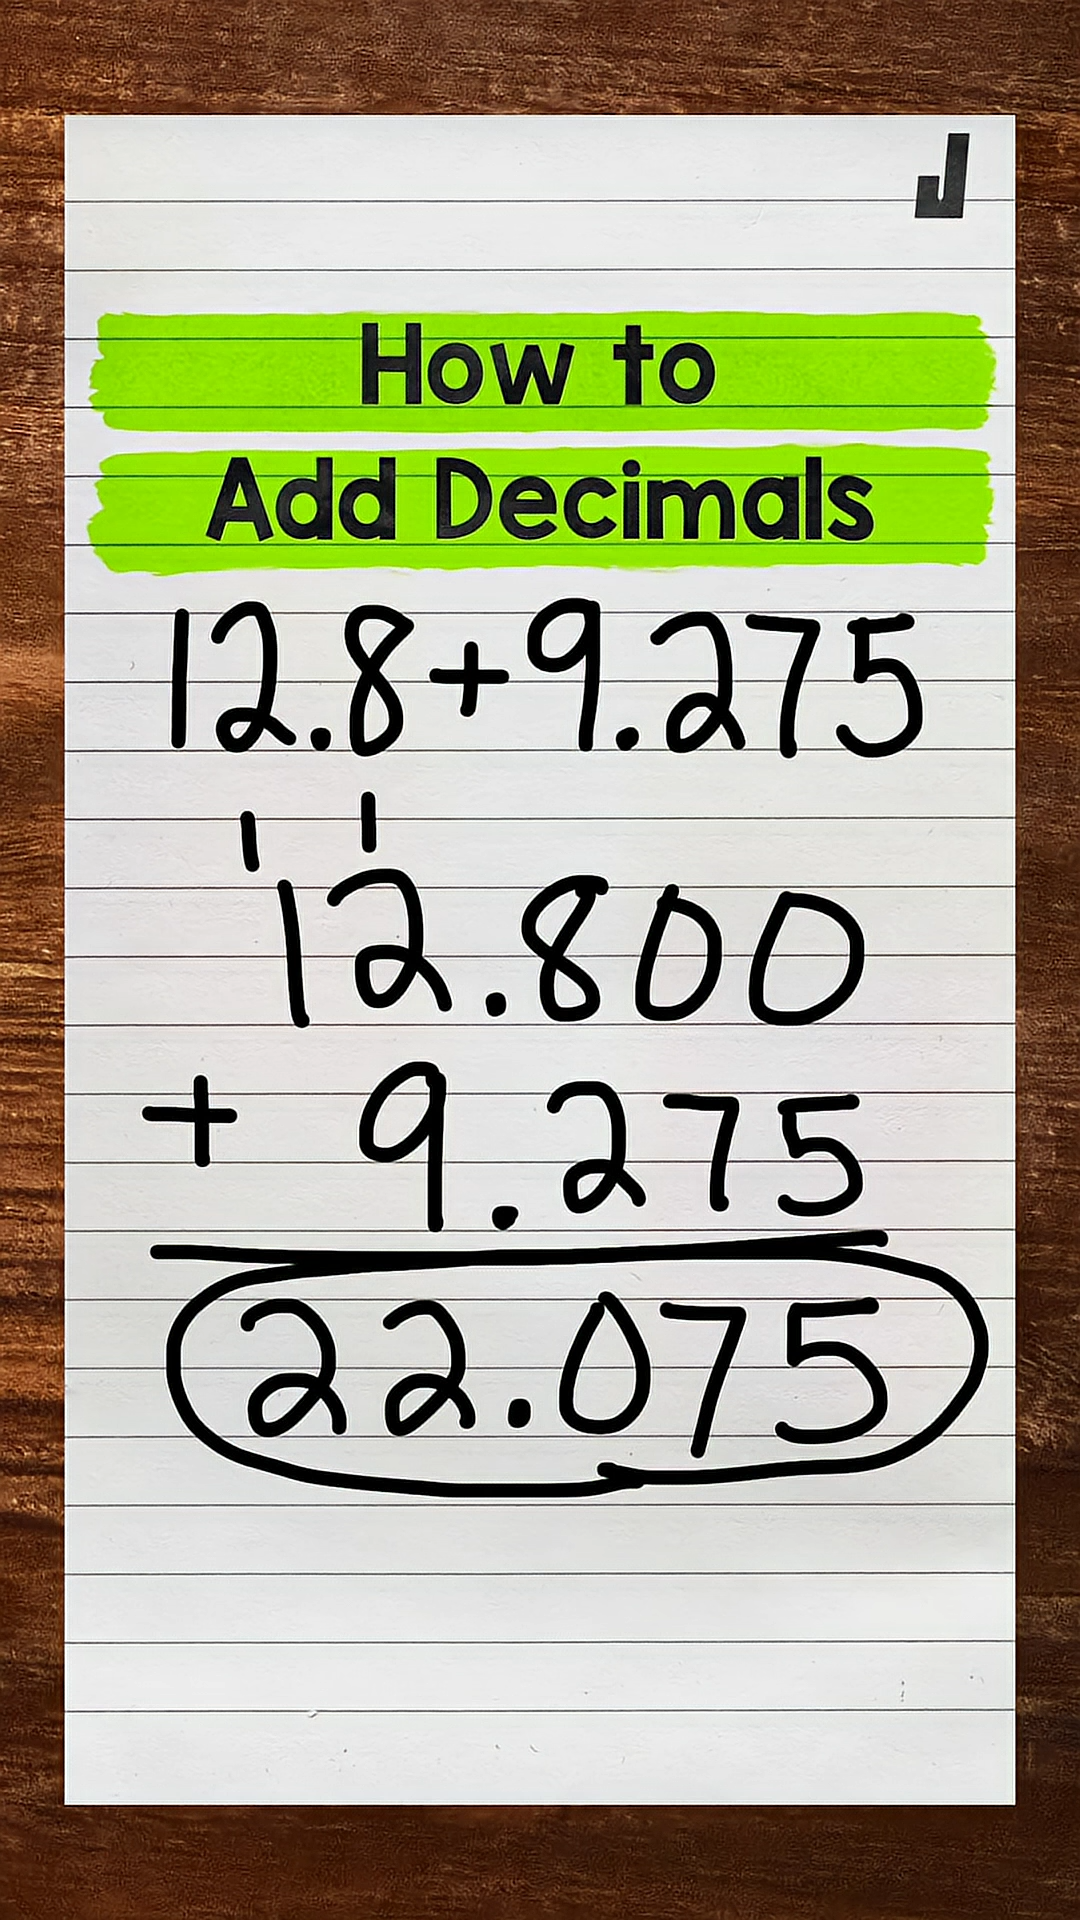 J
How to
Add Decimals
12.8+9.275
1 1
12.800
+ 9.275
22.075